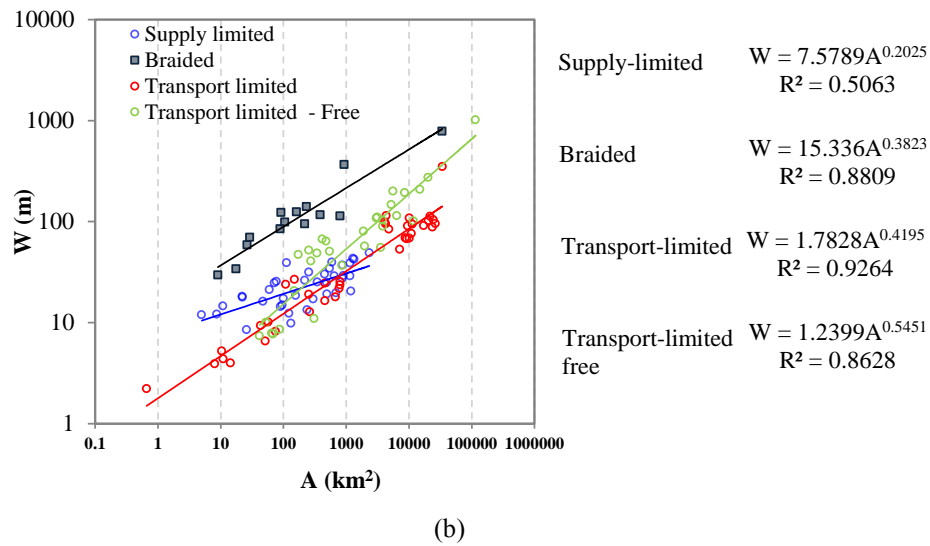 10000
1000
100
10
1
W (m)
Supply limited
Braided
Transport limited
Transport limited - Free
0.1 1 10 100 1000 10000 100000 1000000
A (km²)
Supply-limited W = 7.5789A^0.2025
R² = 0.5063
Braided W = 15.336A^0.3823
R² = 0.8809
Transport-limited W = 1.7828A^0.4195
R² = 0.9264
Transport-limited W = 1.2399A^0.5451
free R² = 0.8628
(b)